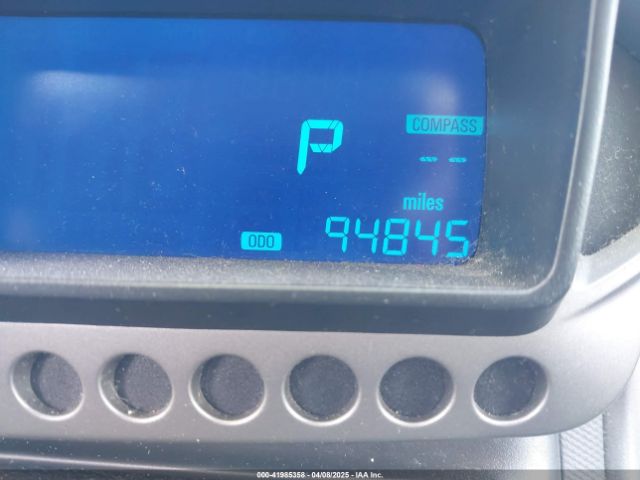 P
COMPASS
--
miles
ODO 94845
000-41985358 - 04/08/2025 - IAA Inc.